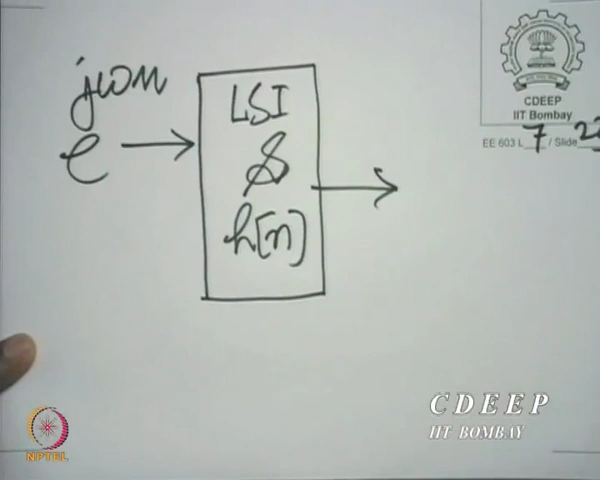 jωn
e
LSI
S
h[n]
CDEEP
IIT Bombay
EE 603 L 7 / Slide
CDEEP
IIT BOMBAY
NPTEL